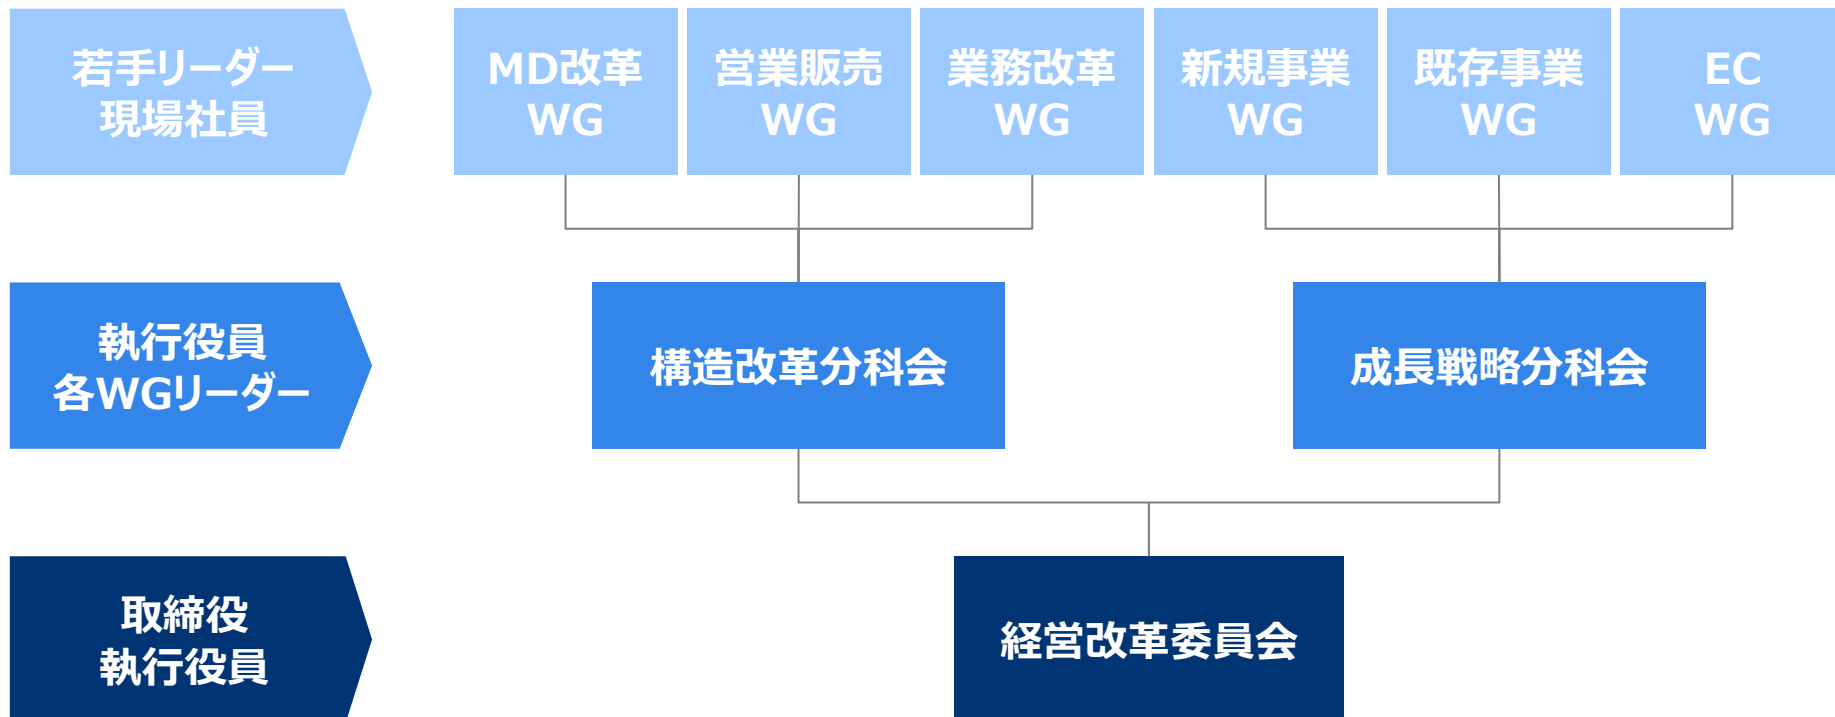 若手リーダー
現場社員
MD改革
WG
営業販売
WG
業務改革
WG
新規事業
WG
既存事業
WG
EC
WG
執行役員
各WGリーダー
構造改革分科会
成長戦略分科会
取締役
執行役員
経営改革委員会